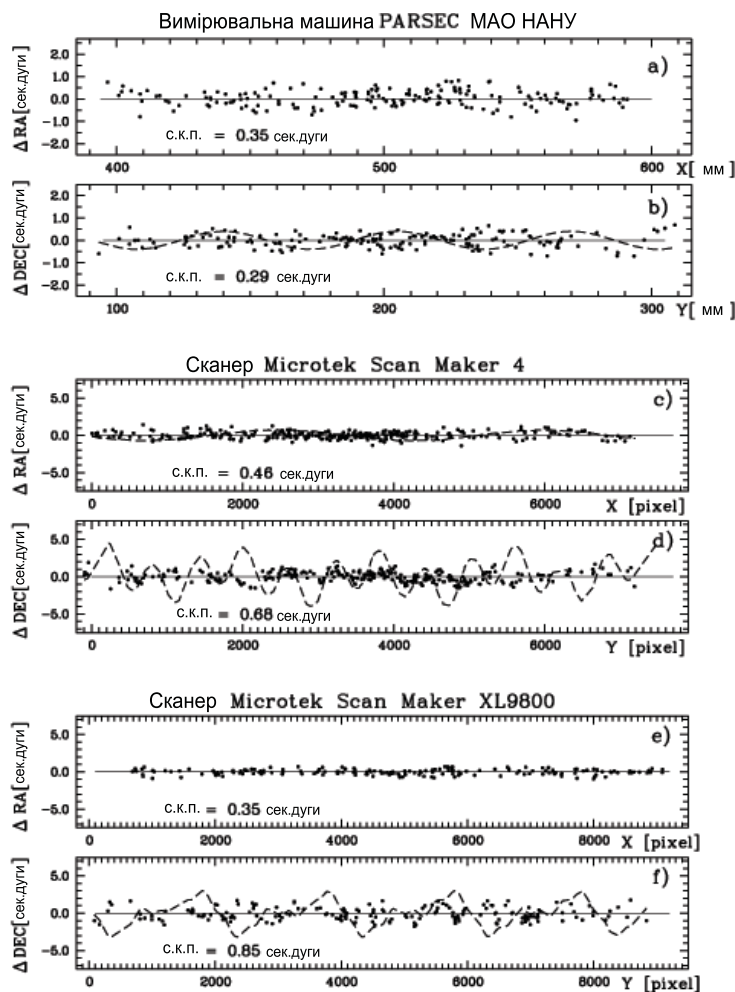 Вимірювальна машина PARSEC МАО НАНУ
Δ RA[сек.дуги]
2.0
1.0
0.0
−1.0
−2.0
a)
с.к.п. = 0.35 сек.дуги
400 500 600
X[ мм ]
Δ DEC[сек.дуги]
2.0
1.0
0.0
−1.0
−2.0
b)
с.к.п. = 0.29 сек.дуги
100 200 300
Y[ мм ]
Сканер Microtek Scan Maker 4
Δ RA[сек.дуги]
5.0
0.0
−5.0
c)
с.к.п. = 0.46 сек.дуги
0 2000 4000 6000
X [pixel]
Δ DEC[сек.дуги]
5.0
0.0
−5.0
d)
с.к.п. = 0.68 сек.дуги
0 2000 4000 6000
Y [pixel]
Сканер Microtek Scan Maker XL9800
Δ RA[сек.дуги]
5.0
0.0
−5.0
e)
с.к.п. = 0.35 сек.дуги
0 2000 4000 6000 8000
X [pixel]
Δ DEC[сек.дуги]
5.0
0.0
−5.0
f)
с.к.п. = 0.85 сек.дуги
0 2000 4000 6000 8000
Y [pixel]